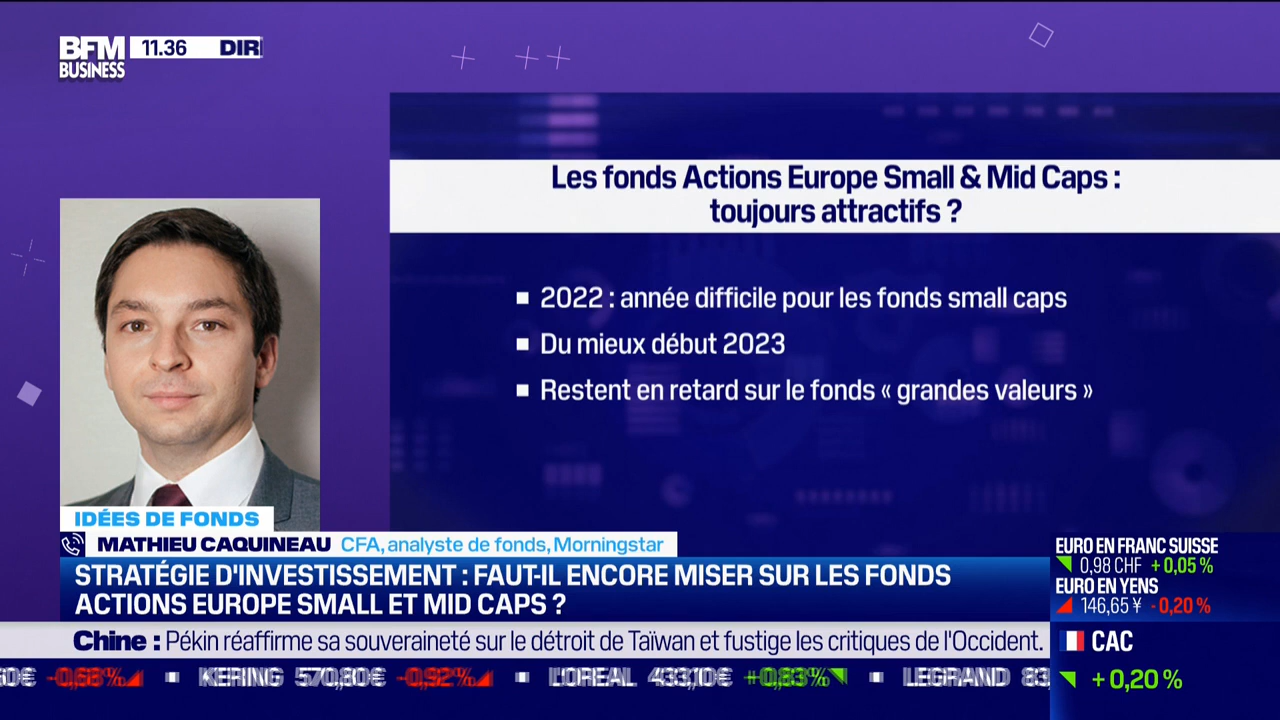 BFM
BUSINESS
11.36
DIR
Les fonds Actions Europe Small & Mid Caps :
toujours attractifs ?
2022 : année difficile pour les fonds small caps
Du mieux début 2023
Restent en retard sur le fonds « grandes valeurs »
IDÉES DE FONDS
MATHIEU CAQUINEAU CFA, analyste de fonds, Morningstar
STRATÉGIE D'INVESTISSEMENT : FAUT-IL ENCORE MISER SUR LES FONDS
ACTIONS EUROPE SMALL ET MID CAPS ?
EURO EN FRANC SUISSE
0,98 CHF +0,05 %
EURO EN YENS
146,65 ¥ -0,20 %
Chine : Pékin réaffirme sa souveraineté sur le détroit de Taïwan et fustige les critiques de l'Occident.
CAC
+0,20 %
-0,68% KERING 570,80€ -0,92% L'OREAL 433,10€ +0,83% LEGRAND 83